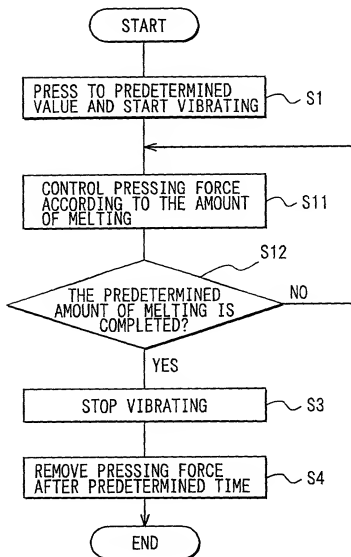 START
PRESS TO PREDETERMINED
VALUE AND START VIBRATING
S1
CONTROL PRESSING FORCE
ACCORDING TO THE AMOUNT
OF MELTING
S11
S12
THE PREDETERMINED
AMOUNT OF MELTING IS
COMPLETED?
NO
YES
STOP VIBRATING
S3
REMOVE PRESSING FORCE
AFTER PREDETERMINED TIME
S4
END